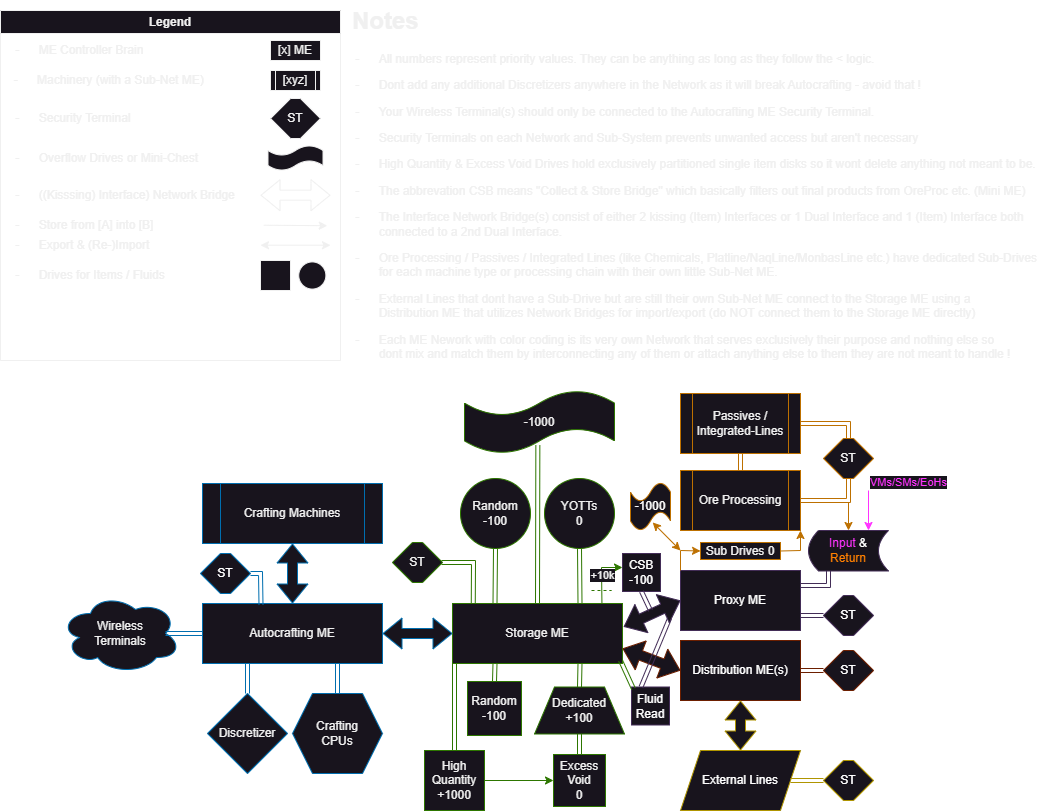 Legend
- ME Controller Brain
[x] ME
- Machinery (with a Sub-Net ME)
[xyz]
- Security Terminal
ST
- Overflow Drives or Mini-Chest
- ((Kisssing) Interface) Network Bridge
- Store from [A] into [B]
- Export & (Re-)Import
- Drives for Items / Fluids
Notes
- All numbers represent priority values. They can be anything as long as they follow the < logic.
- Dont add any additional Discretizers anywhere in the Network as it will break Autocrafting - avoid that !
- Your Wireless Terminal(s) should only be connected to the Autocrafting ME Security Terminal.
- Security Terminals on each Network and Sub-System prevents unwanted access but aren't necessary
- High Quantity & Excess Void Drives hold exclusively partitioned single item disks so it wont delete anything not meant to be.
- The abbrevation CSB means "Collect & Store Bridge" which basically filters out final products from OreProc etc. (Mini ME)
- The Interface Network Bridge(s) consist of either 2 kissing (Item) Interfaces or 1 Dual Interface and 1 (Item) Interface both
connected to a 2nd Dual Interface.
- Ore Processing / Passives / Integrated Lines (like Chemicals, Platline/NaqLine/MonbasLine etc.) have dedicated Sub-Drives
for each machine type or processing chain with their own little Sub-Net ME
- External Lines that dont have a Sub-Drive but are still their own Sub-Net ME connect to the Storage ME using a
Distribution ME that utilizes Network Bridges for import/export (do NOT connect them to the Storage ME directly)
- Each ME Nework with color coding is its very own Network that serves exclusively their purpose and nothing else so
dont mix and match them by interconnecting any of them or attach anything else to them they are not meant to handle !
-1000
Passives /
Integrated-Lines
ST
VMs/SMs/EoHs
Crafting Machines
Random
-100
YOTTs
0
-1000
Ore Processing
Input &
Return
Sub Drives 0
ST
ST
+10k
CSB
-100
Proxy ME
ST
Wireless
Terminals
Autocrafting ME
Storage ME
Distribution ME(s)
ST
Random
-100
Dedicated
+100
Fluid
Read
Discretizer
Crafting
CPUs
High
Quantity
+1000
Excess
Void
0
External Lines
ST